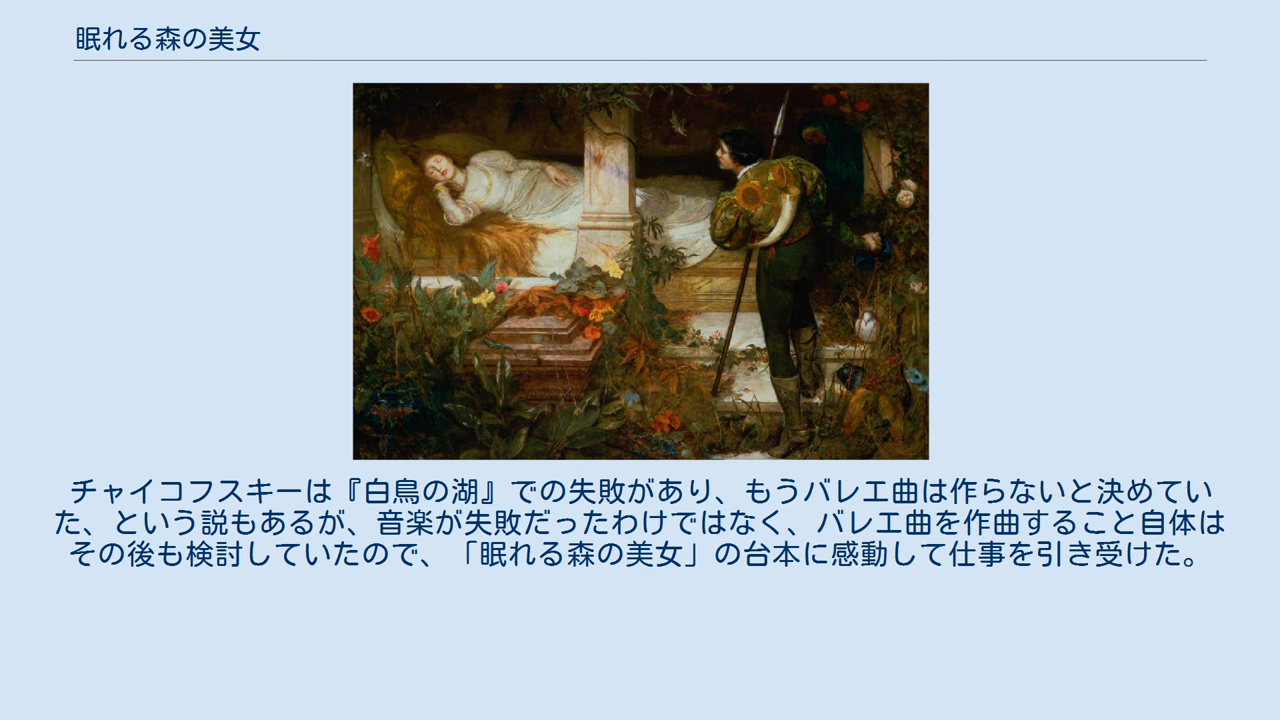 眠れる森の美女
チャイコフスキーは『白鳥の湖』での失敗があり、もうバレエ曲は作らないと決めてい
た、という説もあるが、音楽が失敗だったわけではなく、バレエ曲を作曲すること自体は
その後も検討していたので、「眠れる森の美女」の台本に感動して仕事を引き受けた。